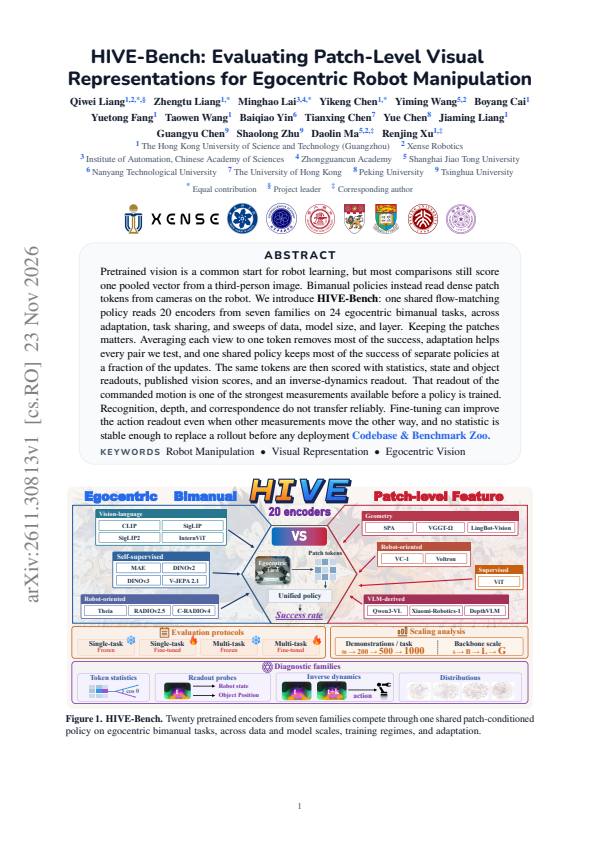 HIVE-Bench: Evaluating Patch-Level Visual
Representations for Egocentric Robot Manipulation
Qiwei Liang1,2,*,§ Zhengtu Liang1,* Minghao Lai3,4,* Yikeng Chen1,* Yiming Wang5,2 Boyang Cai1
Yuetong Fang1 Taowen Wang1 Baiqiao Yin6 Tianxing Chen7 Yue Chen8 Jiaming Liang1
Guangyu Chen9 Shaolong Zhu9 Daolin Ma5,2,‡ Renjing Xu1,‡
1 The Hong Kong University of Science and Technology (Guangzhou) 2 Xense Robotics
3 Institute of Automation, Chinese Academy of Sciences 4 Zhongguancun Academy 5 Shanghai Jiao Tong University
6 Nanyang Technological University 7 The University of Hong Kong 8 Peking University 9 Tsinghua University
* Equal contribution § Project leader ‡ Corresponding author
XENSE
arXiv:2611.30813v1 [cs.RO] 23 Nov 2026
ABSTRACT
Pretrained vision is a common start for robot learning, but most comparisons still score
one pooled vector from a third-person image. Bimanual policies instead read dense patch
tokens from cameras on the robot. We introduce HIVE-Bench: one shared flow-matching
policy reads 20 encoders from seven families on 24 egocentric bimanual tasks, across
adaptation, task sharing, and sweeps of data, model size, and layer. Keeping the patches
matters. Averaging each view to one token removes most of the success, adaptation helps
every pair we test, and one shared policy keeps most of the success of separate policies at
a fraction of the updates. The same tokens are then scored with statistics, state and object
readouts, published vision scores, and an inverse-dynamics readout. That readout of the
commanded motion is one of the strongest measurements available before a policy is trained.
Recognition, depth, and correspondence do not transfer reliably. Fine-tuning can improve
the action readout even when other measurements move the other way, and no statistic is
stable enough to replace a rollout before any deployment Codebase & Benchmark Zoo.
KEYWORDS Robot Manipulation • Visual Representation • Egocentric Vision
Egocentric Bimanual HIVE Patch-level Feature
20 encoders
Vision-language
CLIP SigLIP
SigLIP2 InternViT
Self-supervised
MAE DINOv2
DINOv3 V-JEPA 2.1
Robot-oriented
Theia RADIOv2.5 C-RADIOv4
VS
Egocentric
Patch tokens
Unified policy
Success rate
Geometry
SPA VGGT-Ω LingBot-Vision
Robot-oriented
VC-1 Voltron
Supervised
ViT
VLM-derived
Qwen3-VL Xiaomi-Robotics-1 DepthVLM
Evaluation protocols
Single-task Single-task Multi-task Multi-task
Frozen Fine-tuned Frozen Fine-tuned
Scaling analysis
Demonstrations / task Backbone scale
→ 200 → 500 → 1000 → B → L → G
Diagnostic families
Token statistics Readout probes Inverse dynamics Distributions
cos θ
Robot state
Object Position
action
Figure 1. HIVE-Bench. Twenty pretrained encoders from seven families compete through one shared patch-conditioned
policy on egocentric bimanual tasks, across data and model scales, training regimes, and adaptation.
1